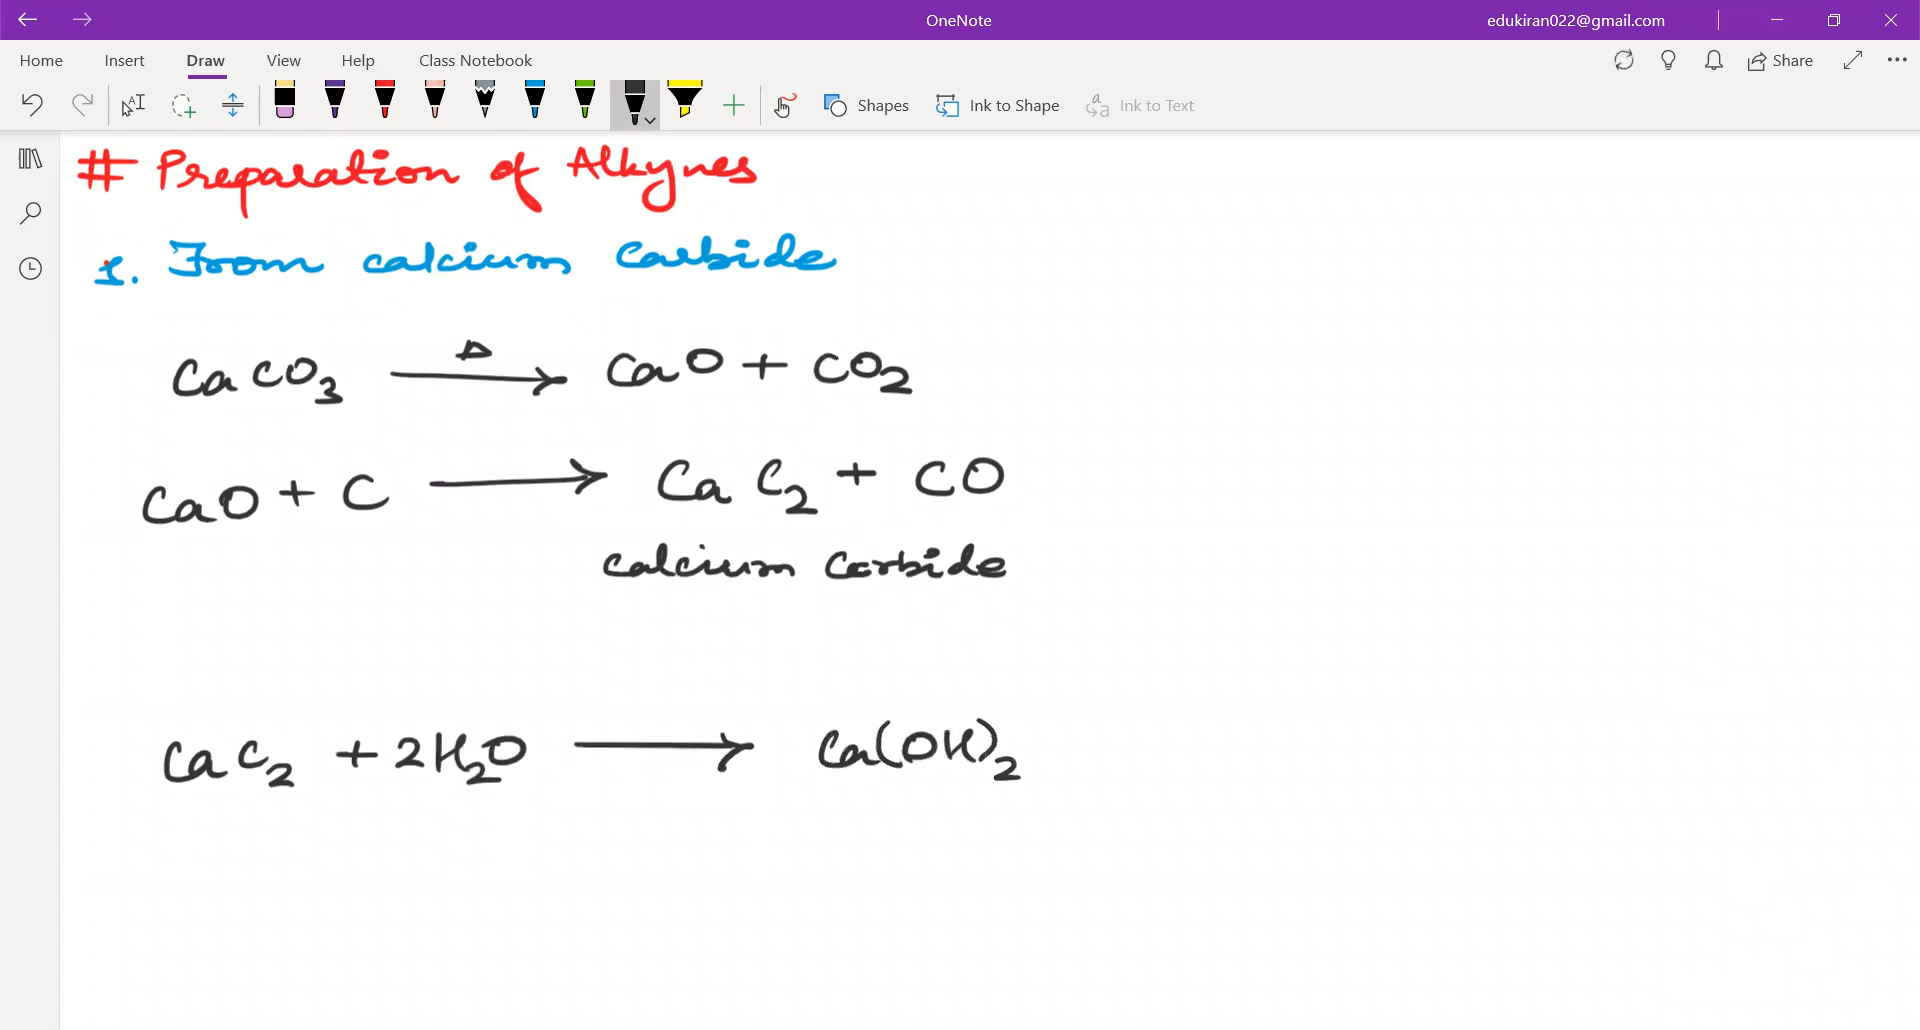 OneNote
edukiran022@gmail.com
Home Insert Draw View Help Class Notebook
Share
Shapes Ink to Shape Ink to Text
# Preparation of Alkynes
1. From calcium carbide
CaCO₃ —Δ→ CaO + CO₂
CaO + C ⟶ CaC₂ + CO
calcium carbide
CaC₂ + 2H₂O ⟶ Ca(OH)₂